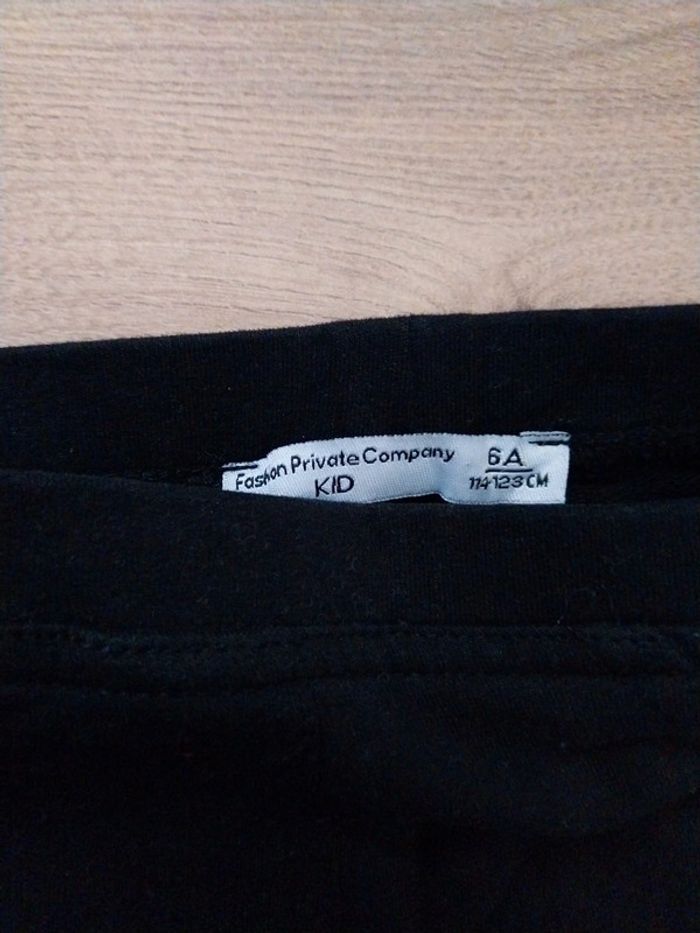 Fashion Private Company
KID
6A
114-123 CM